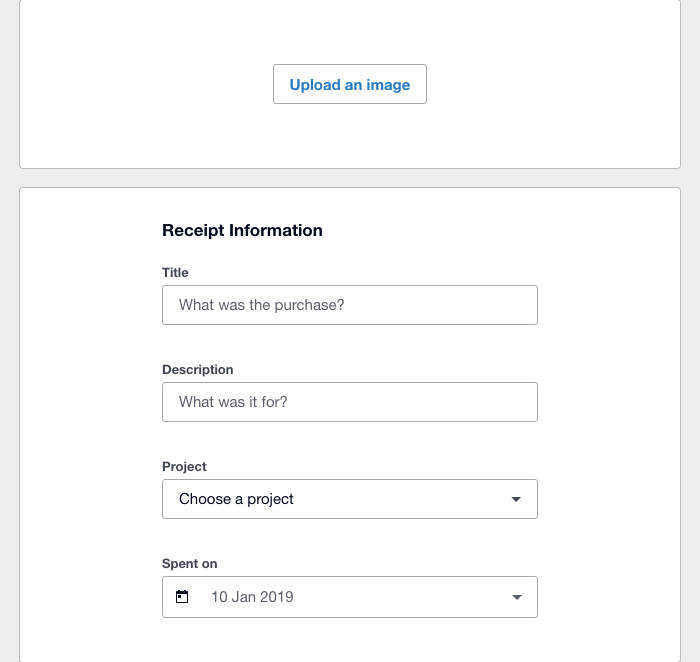 Upload an image
Receipt Information
Title
What was the purchase?
Description
What was it for?
Project
Choose a project
Spent on
10 Jan 2019